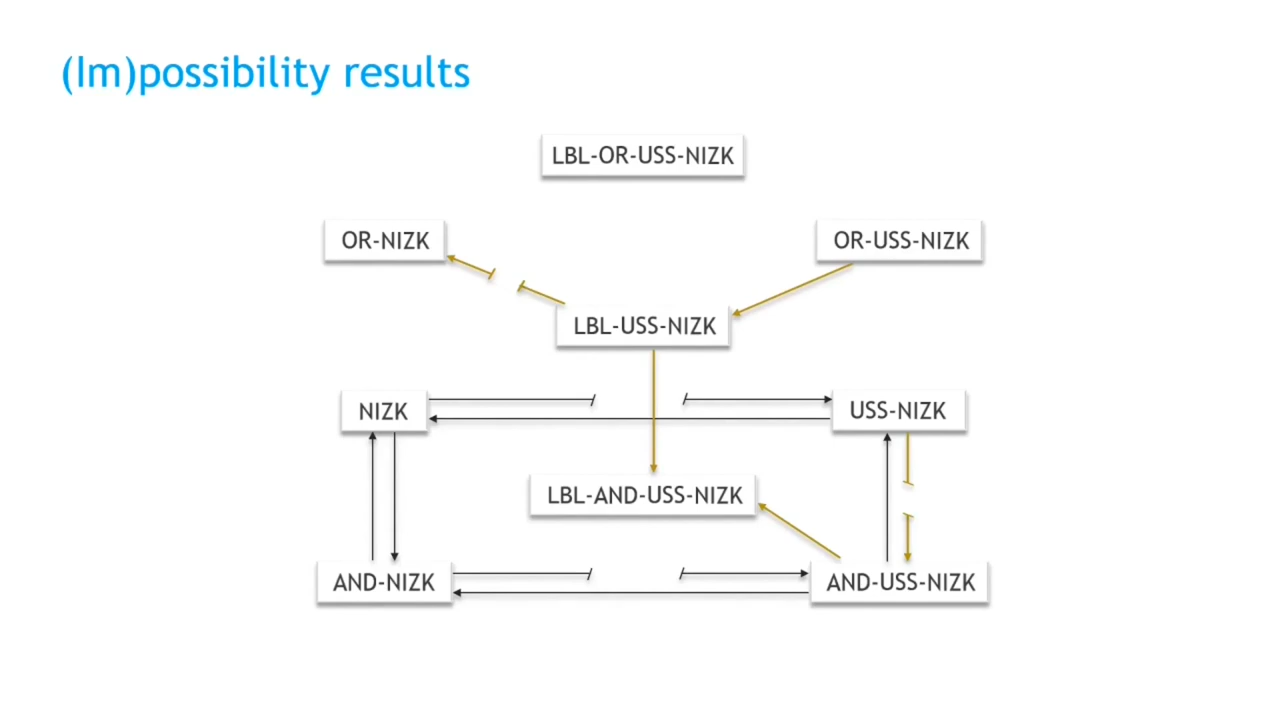 (Im)possibility results
LBL-OR-USS-NIZK
OR-NIZK
OR-USS-NIZK
LBL-USS-NIZK
NIZK
USS-NIZK
LBL-AND-USS-NIZK
AND-NIZK
AND-USS-NIZK